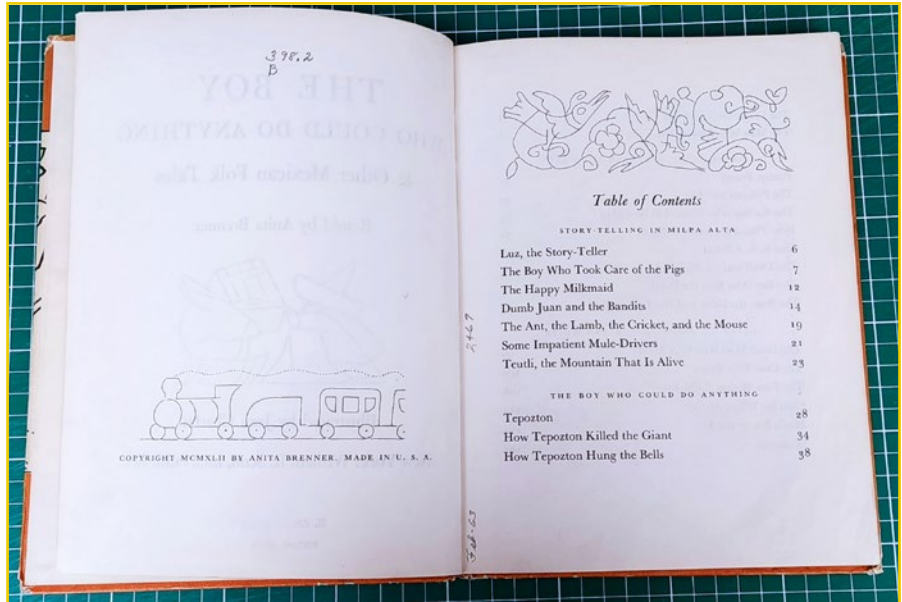 398.2
B
COPYRIGHT MCMXLII BY ANITA BRENNER. MADE IN U. S. A.
Table of Contents
STORY-TELLING IN MILPA ALTA
Luz, the Story-Teller 6
The Boy Who Took Care of the Pigs 7
The Happy Milkmaid 12
Dumb Juan and the Bandits 14
The Ant, the Lamb, the Cricket, and the Mouse 19
Some Impatient Mule-Drivers 21
Teutli, the Mountain That Is Alive 23
THE BOY WHO COULD DO ANYTHING
Tepozton 28
How Tepozton Killed the Giant 34
How Tepozton Hung the Bells 38
2467
Feb-63